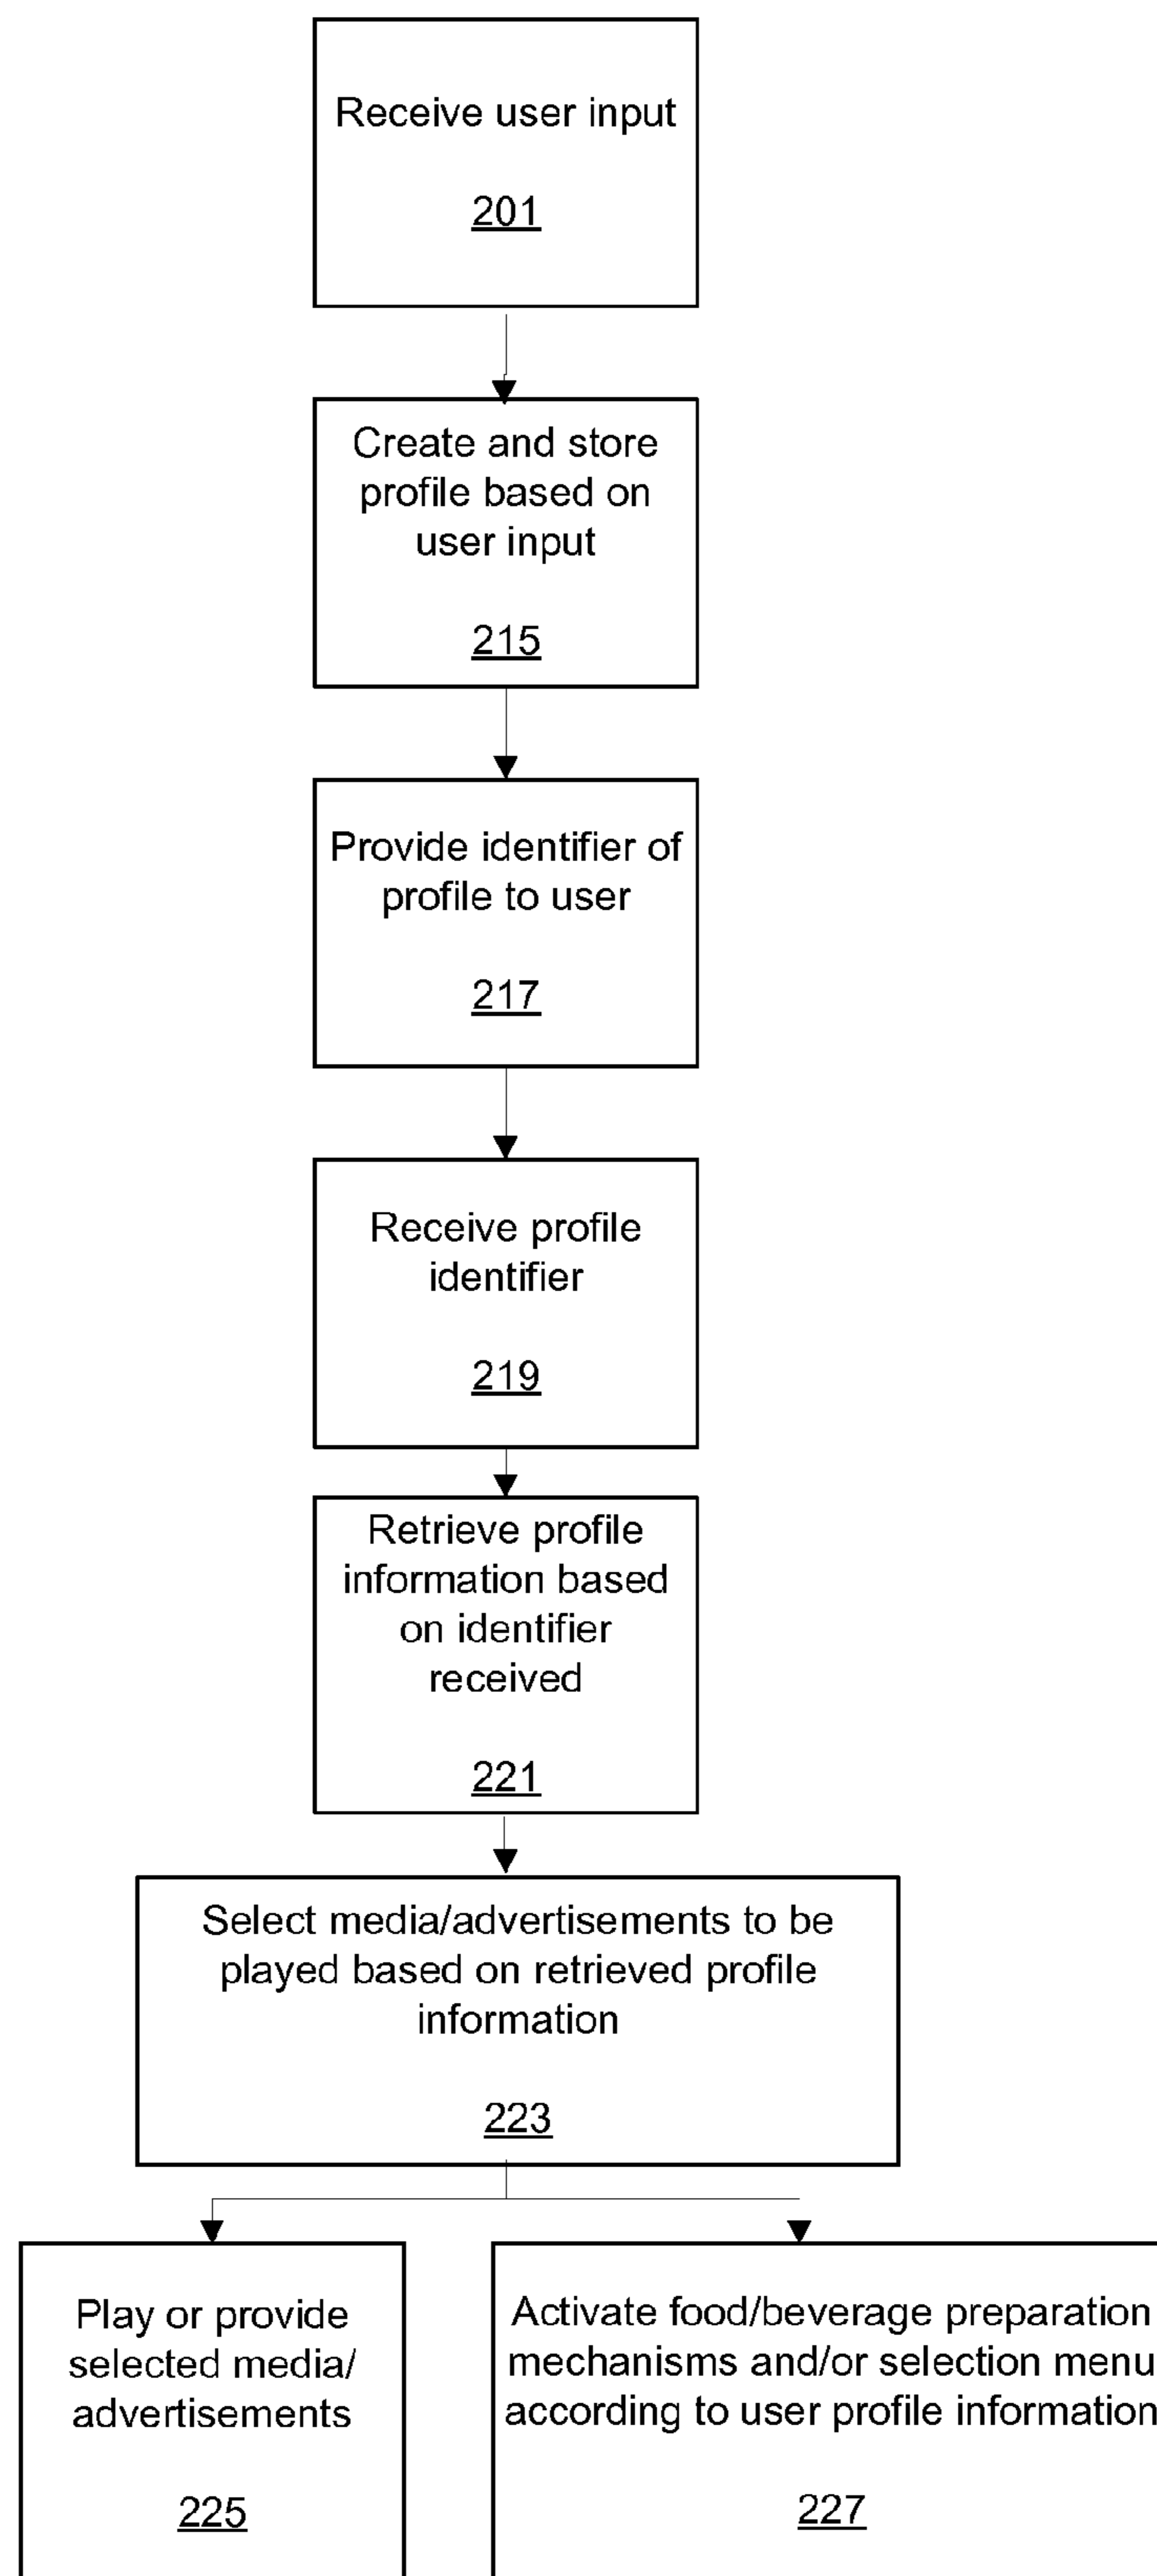 Receive user input
201
Create and store
profile based on
user input
215
Provide identifier of
profile to user
217
Receive profile
identifier
219
Retrieve profile
information based
on identifier
received
221
Select media/advertisements to be
played based on retrieved profile
information
223
Play or provide
selected media/
advertisements
225
Activate food/beverage preparation
mechanisms and/or selection menu
according to user profile information
227